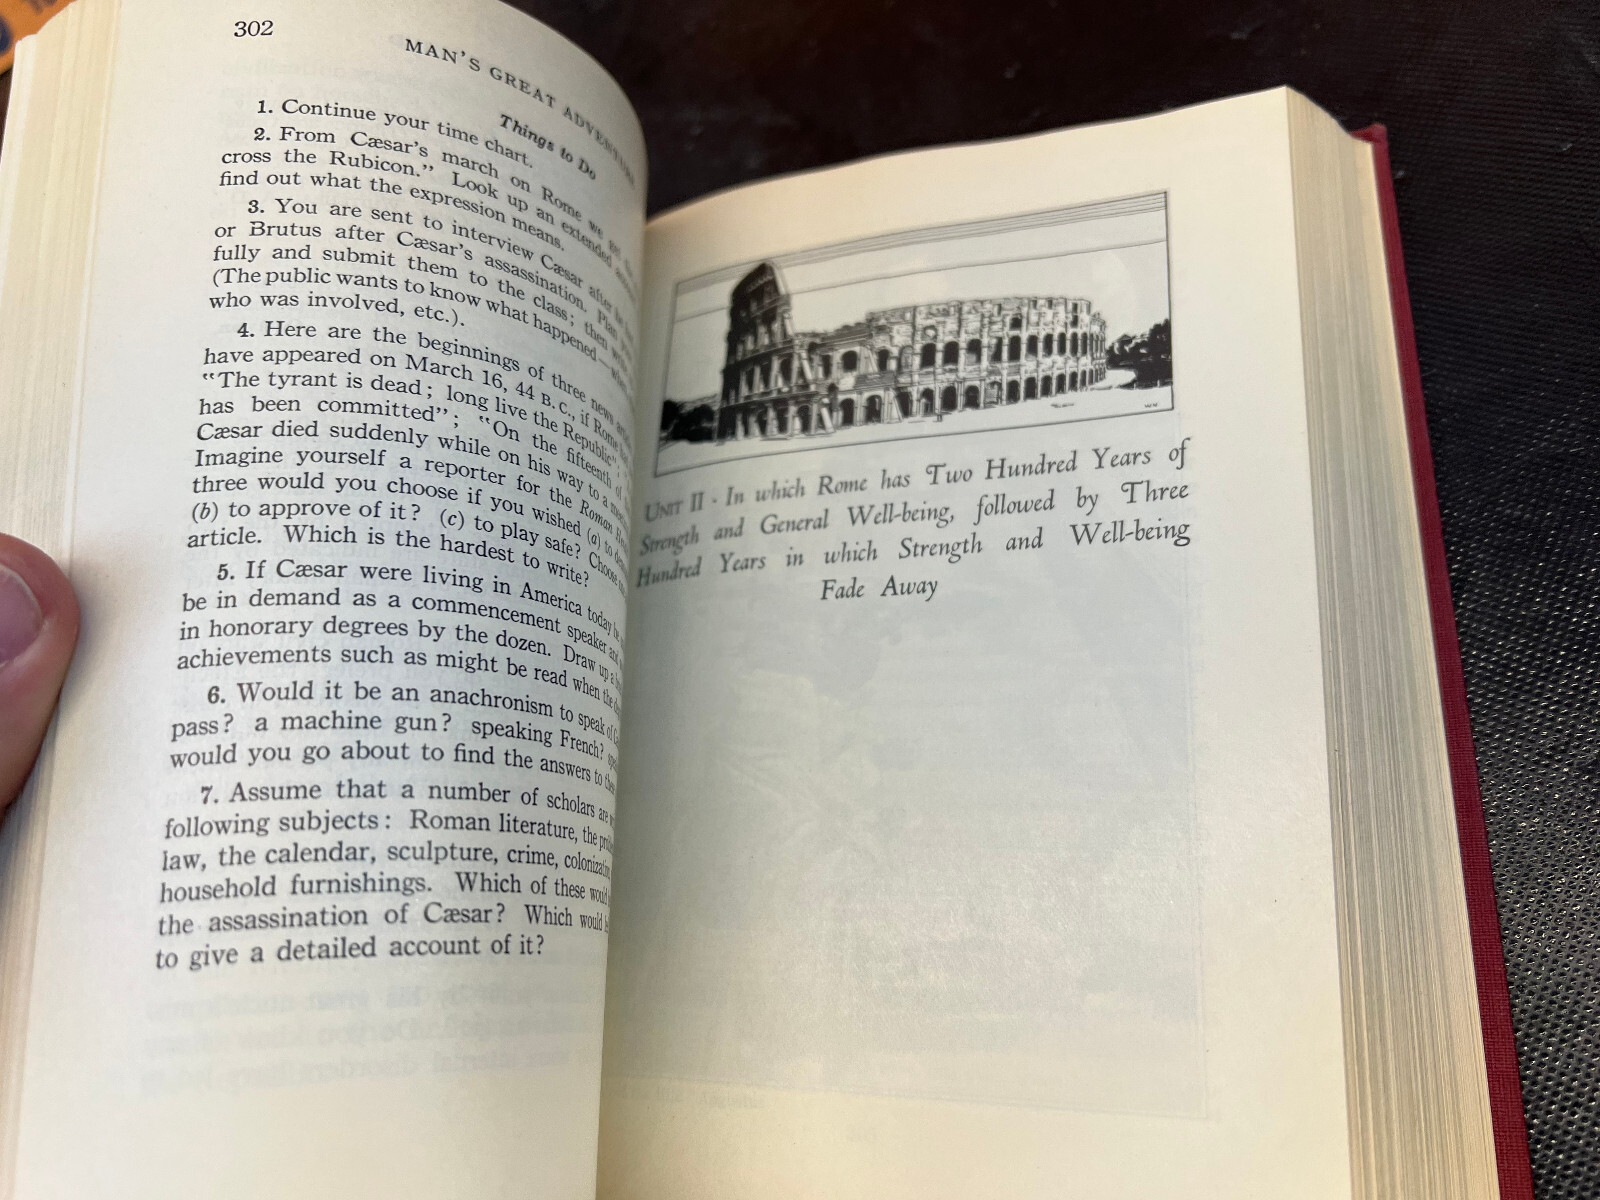 302
MAN'S GREAT ADVENTURE
Things to Do
1. Continue your time chart.
2. From Cæsar's march on Rome we
cross the Rubicon." Look up an extended
find out what the expression means.
3. You are sent to interview Cæsar after
or Brutus after Cæsar's assassination. Plan
fully and submit them to the class; then
(The public wants to know what happened—
who was involved, etc.).
4. Here are the beginnings of three news
have appeared on March 16, 44 B.C., if Rome
"The tyrant is dead; long live the Republic";
has been committed"; "On the fifteenth of
Cæsar died suddenly while on his way to a
Imagine yourself a reporter for the Roman
three would you choose if you wished (a) to
(b) to approve of it? (c) to play safe? Choose
article. Which is the hardest to write?
5. If Cæsar were living in America today he
be in demand as a commencement speaker and
in honorary degrees by the dozen. Draw up a
achievements such as might be read when the
6. Would it be an anachronism to speak of
pass? a machine gun? speaking French?
would you go about to find the answers to
7. Assume that a number of scholars are
following subjects: Roman literature, the
law, the calendar, sculpture, crime,
household furnishings. Which of these would
the assassination of Cæsar? Which would
to give a detailed account of it?
UNIT II · In which Rome has Two Hundred Years of
Strength and General Well-being, followed by Three
Hundred Years in which Strength and Well-being
Fade Away